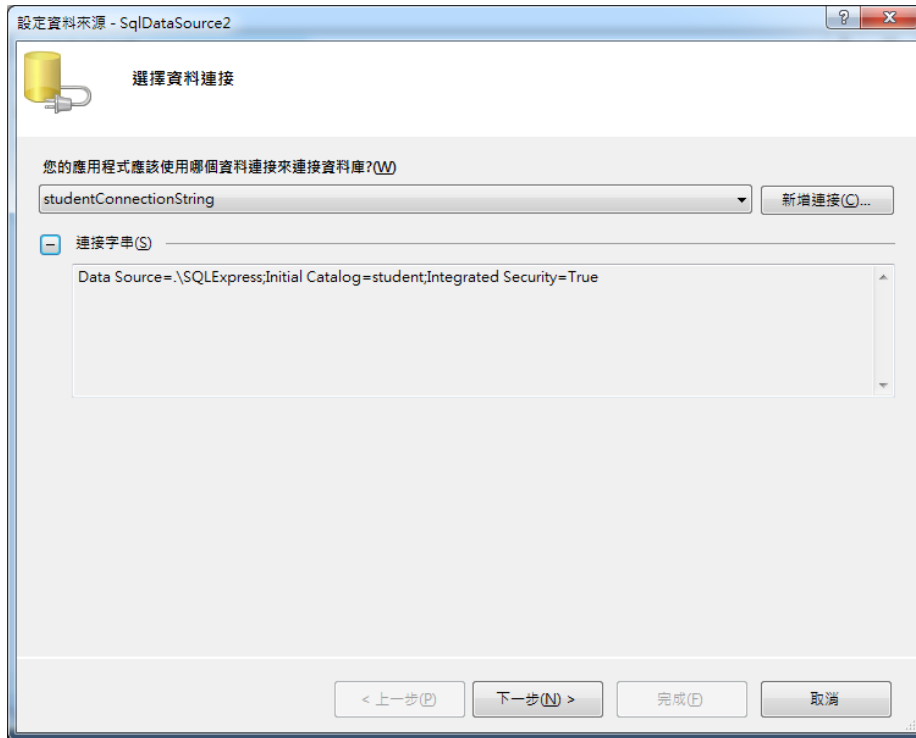 設定資料來源 - SqlDataSource2
?
選擇資料連接
您的應用程式應該使用哪個資料連接來連接資料庫?(W)
studentConnectionString
新增連接(C)...
連接字串(S)
Data Source=.\SQLExpress;Initial Catalog=student;Integrated Security=True
< 上一步(P)
下一步(N) >
完成(F)
取消